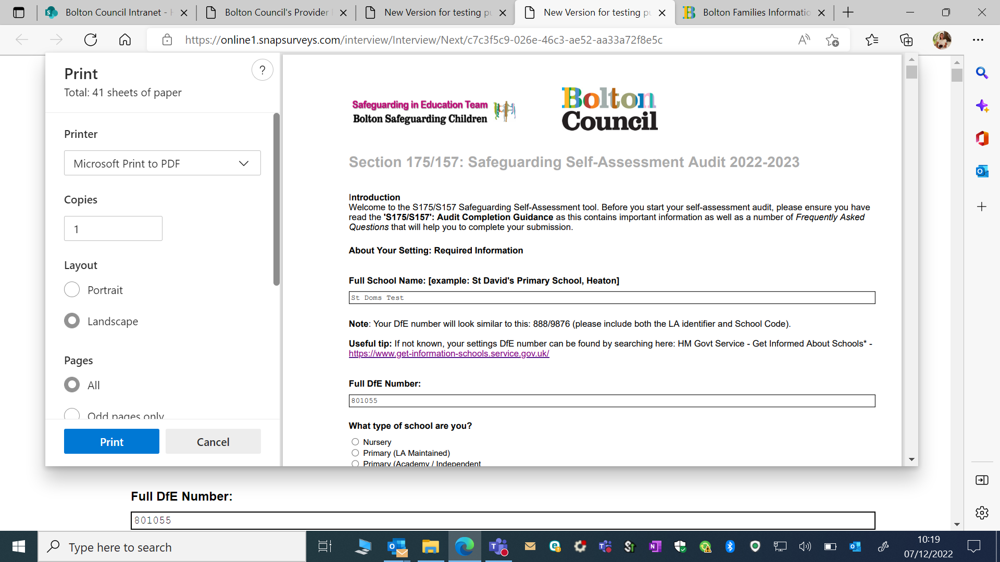 Bolton Council Intranet - H
Bolton Council's Provider
New Version for testing pu
New Version for testing pu
Bolton Families Informatio
https://online1.snapsurveys.com/interview/Interview/Next/c7c3f5c9-026e-46c3-ae52-aa33a72f8e5c
Print
?
Total: 41 sheets of paper
Printer
Microsoft Print to PDF
Copies
1
Layout
Portrait
Landscape
Pages
All
Odd pages only
Print
Cancel
Safeguarding in Education Team
Bolton Safeguarding Children
Bolton
Council
Section 175/157: Safeguarding Self-Assessment Audit 2022-2023
Introduction
Welcome to the S175/S157 Safeguarding Self-Assessment tool. Before you start your self-assessment audit, please ensure you have
read the 'S175/S157': Audit Completion Guidance as this contains important information as well as a number of Frequently Asked
Questions that will help you to complete your submission.
About Your Setting: Required Information
Full School Name: [example: St David's Primary School, Heaton]
St Doms Test
Note: Your DfE number will look similar to this: 888/9876 (please include both the LA identifier and School Code).
Useful tip: If not known, your settings DfE number can be found by searching here: HM Govt Service - Get Informed About Schools* -
https://www.get-information-schools.service.gov.uk/
Full DfE Number:
801055
What type of school are you?
Nursery
Primary (LA Maintained)
Primary (Academy / Independent
Full DfE Number:
801055
Type here to search
10:19
07/12/2022